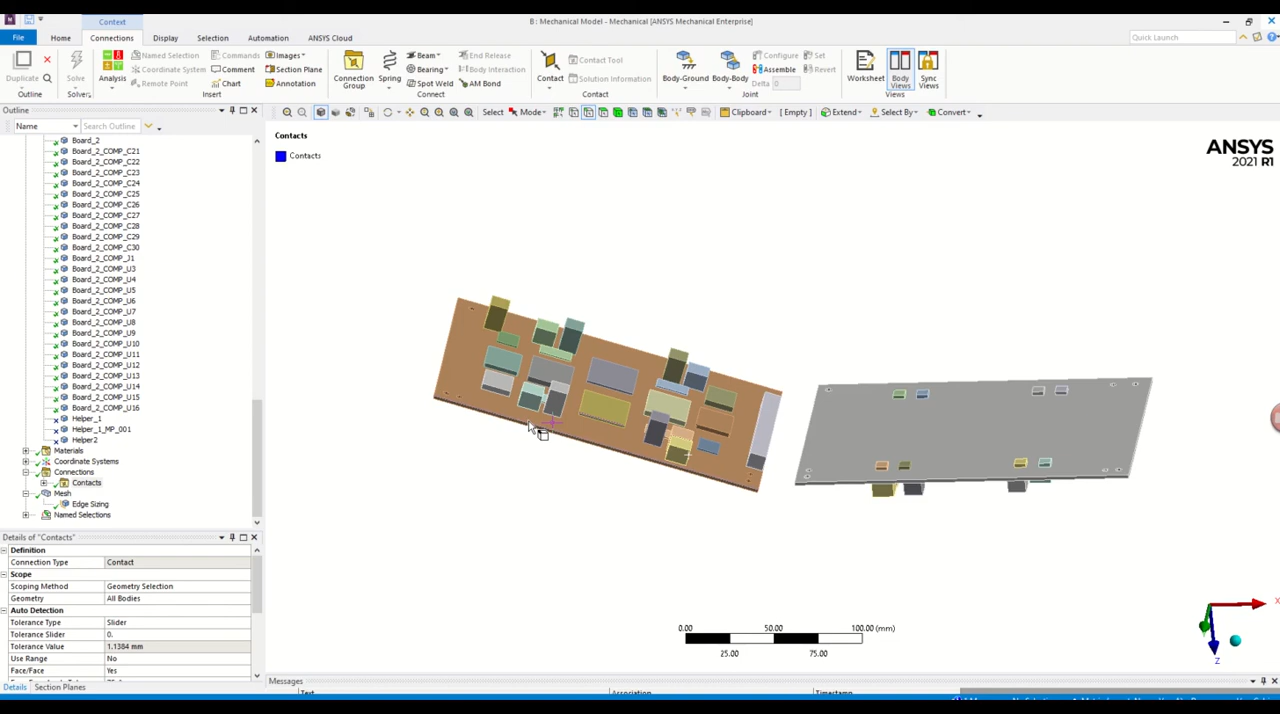 B : Mechanical Model - Mechanical [ANSYS Mechanical Enterprise]
Context
File Home Connections Display Selection Automation ANSYS Cloud
Quick Launch
Duplicate
Outline
Solve
Solver
Analysis
Named Selection Commands Images
Coordinate System Comment Section Plane
Remote Point Chart Annotation
Insert
Connection Group
Spring
Beam End Release
Bearing Body Interaction
Spot Weld AM Bond
Connect
Contact
Contact Tool
Solution Information
Contact
Body-Ground Body-Body
Configure Set
Assemble Revert
Δ 0
Joint
Worksheet
Body Views
Sync Views
Views
Outline
Name Search Outline
Select Mode Clipboard [ Empty ] Extend Select By Convert
Board_2
Board_2_COMP_C21
Board_2_COMP_C22
Board_2_COMP_C23
Board_2_COMP_C24
Board_2_COMP_C25
Board_2_COMP_C26
Board_2_COMP_C27
Board_2_COMP_C28
Board_2_COMP_C29
Board_2_COMP_C30
Board_2_COMP_J1
Board_2_COMP_U3
Board_2_COMP_U4
Board_2_COMP_U5
Board_2_COMP_U6
Board_2_COMP_U7
Board_2_COMP_U8
Board_2_COMP_U9
Board_2_COMP_U10
Board_2_COMP_U11
Board_2_COMP_U12
Board_2_COMP_U13
Board_2_COMP_U14
Board_2_COMP_U15
Board_2_COMP_U16
Helper_1
Helper_1_MP_001
Helper2
Materials
Coordinate Systems
Connections
Contacts
Mesh
Edge Sizing
Named Selections
Details of "Contacts"
Definition
Connection Type Contact
Scope
Scoping Method Geometry Selection
Geometry All Bodies
Auto Detection
Tolerance Type Slider
Tolerance Slider 0.
Tolerance Value 1.1384 mm
Use Range No
Face/Face Yes
Details Section Planes
Contacts
Contacts
ANSYS
2021 R1
0.00 50.00 100.00 (mm)
25.00 75.00
X
Z
Messages
Text Association Timestamp